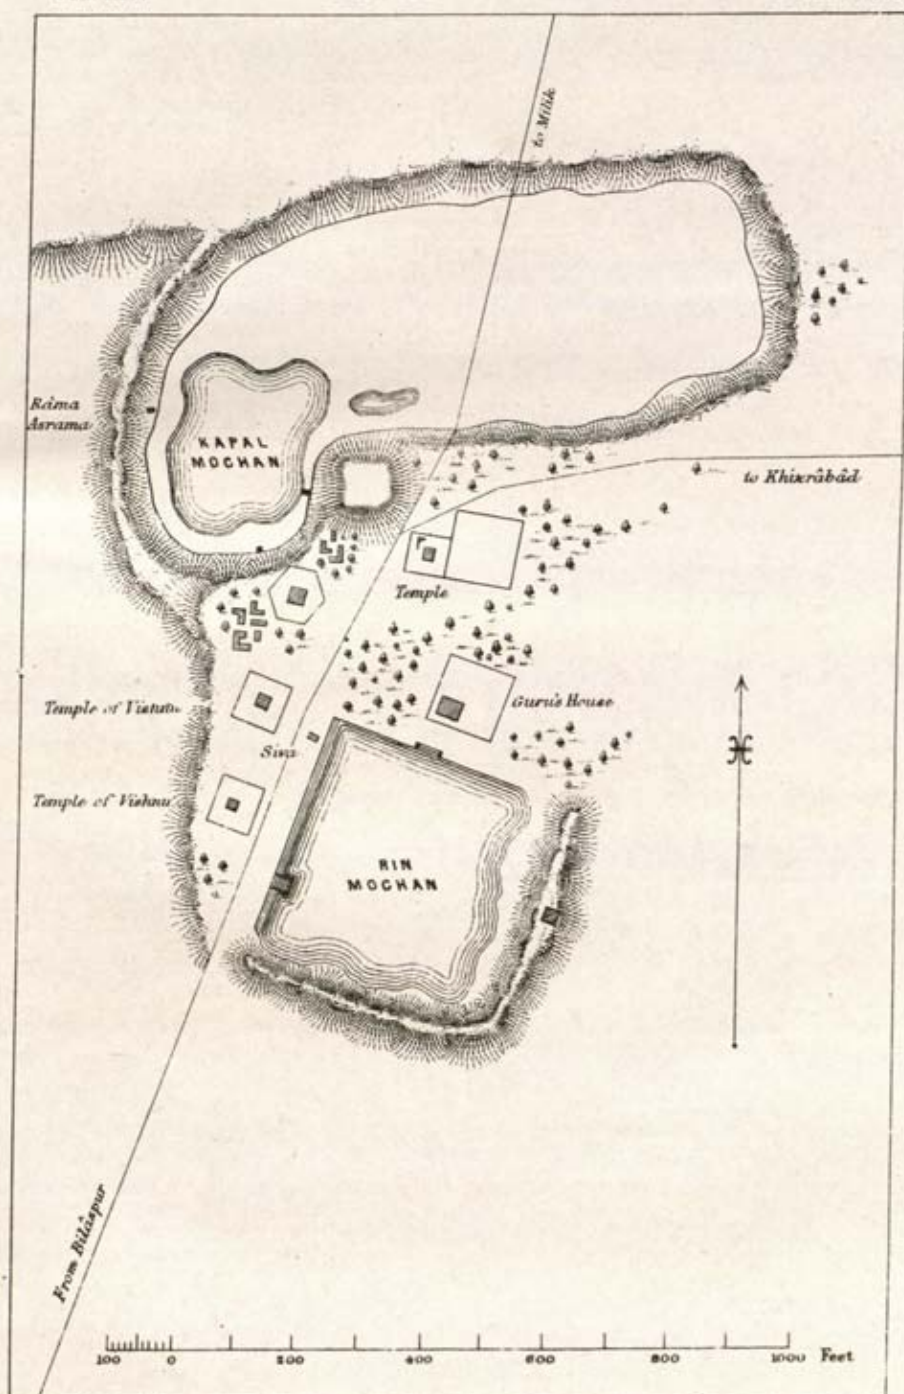 to Milik
Râma
Asrama
KAPAL
MOCHAN
to Khizrâbâd
Temple
Temple of Vishnu
Guru's House
Siva
Temple of Vishnu
RIN
MOCHAN
From Bilâspur
100 0 200 400 600 800 1000 Feet